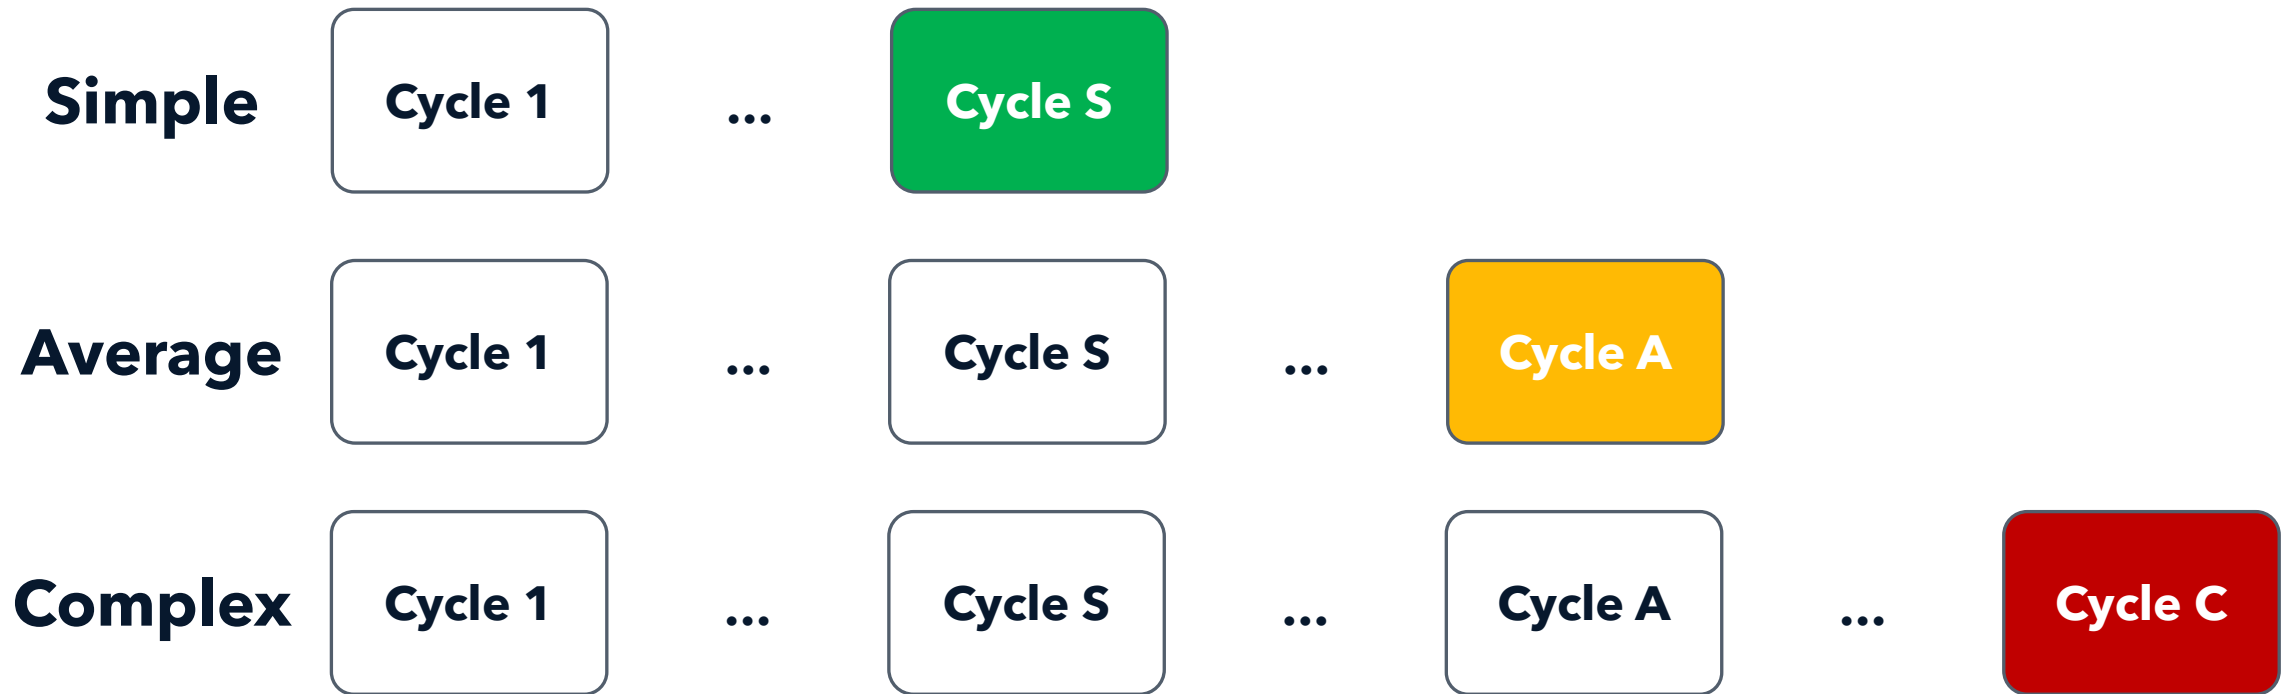 Simple Cycle 1 ... Cycle S
Average Cycle 1 ... Cycle S ... Cycle A
Complex Cycle 1 ... Cycle S ... Cycle A ... Cycle C